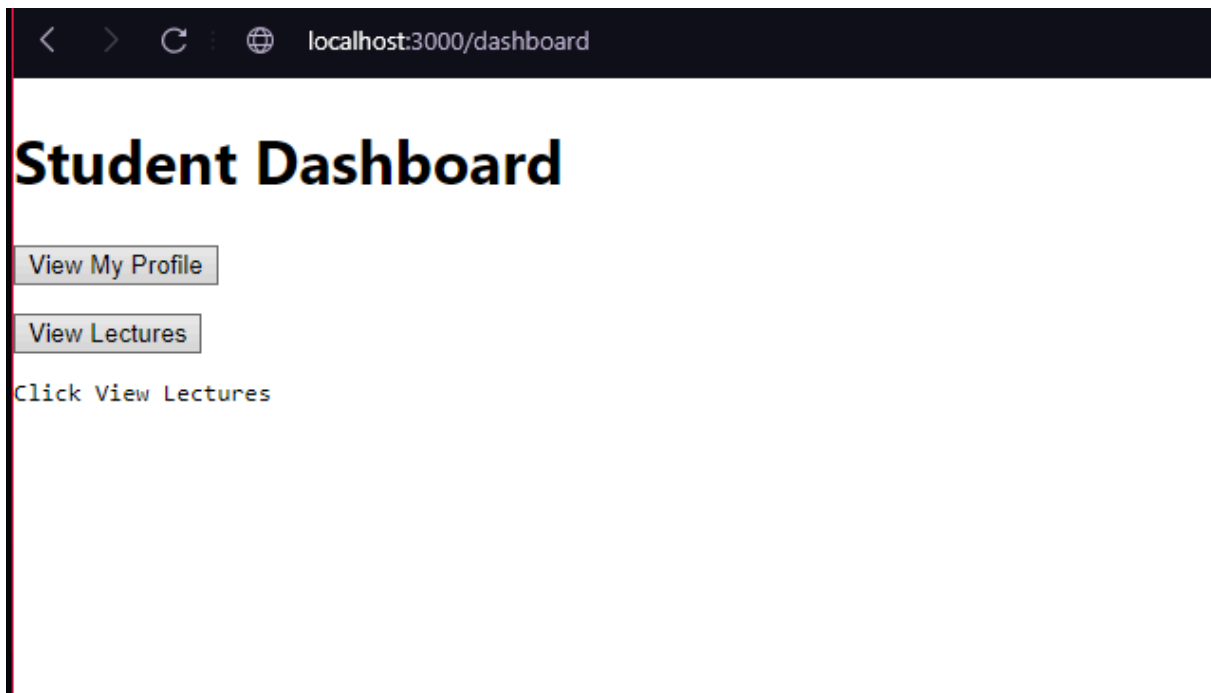 localhost:3000/dashboard
Student Dashboard
View My Profile
View Lectures
Click View Lectures